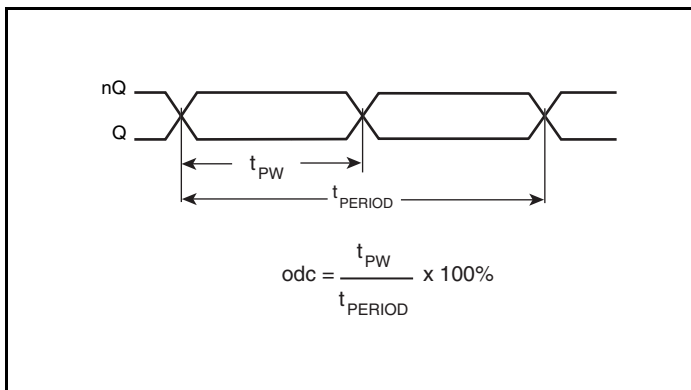 nQ
Q
tPW
tPERIOD
tPW
odc = x 100%
tPERIOD